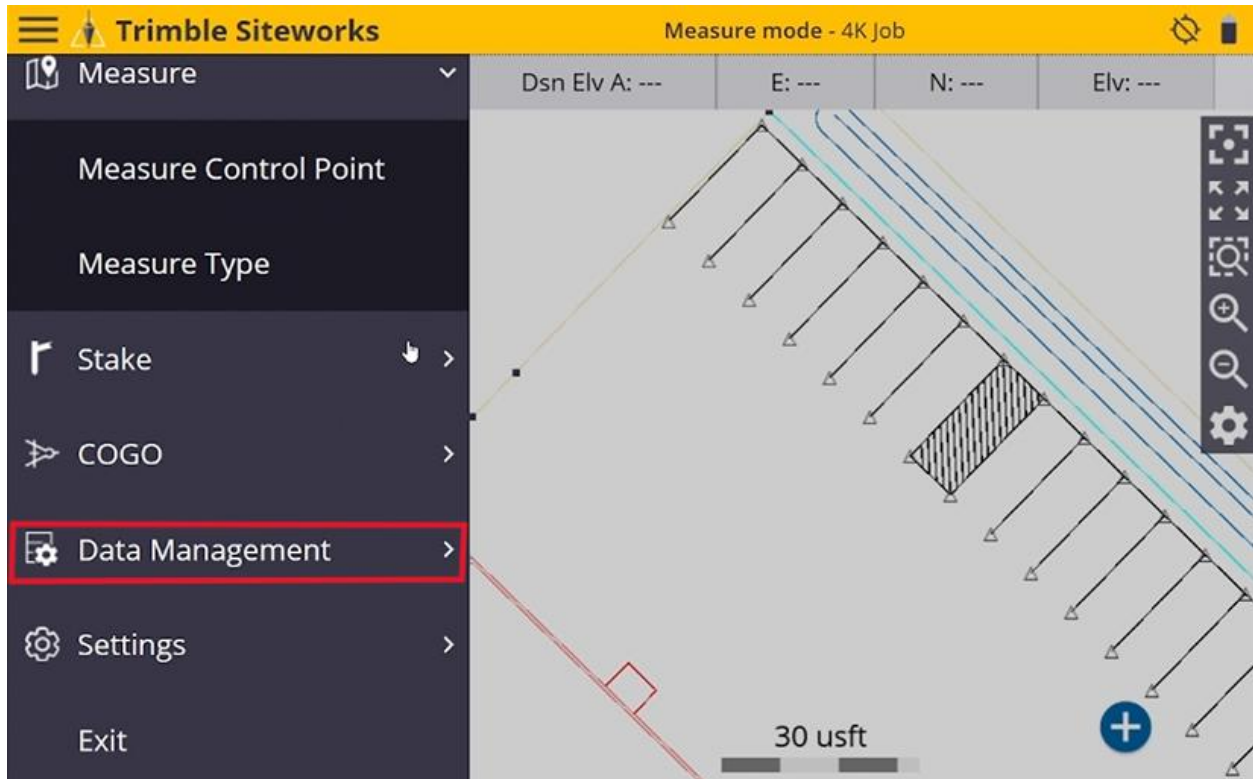 Trimble Siteworks
Measure mode - 4K Job
Measure
Dsn Elv A: ---
E: ---
N: ---
Elv: ---
Measure Control Point
Measure Type
Stake
COGO
Data Management
Settings
Exit
30 usft